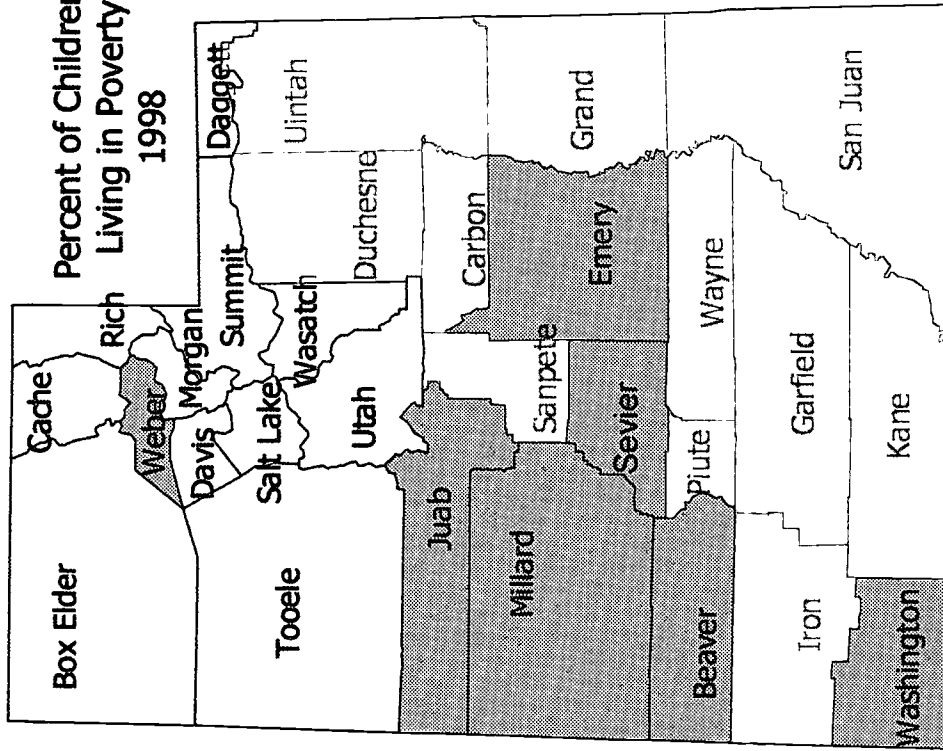 Percent of Children
Living in Poverty
1998
Box Elder
Cache
Rich
Weber
Morgan
Davis
Summit
Daggett
Salt Lake
Tooele
Wasatch
Utah
Duchesne
Uintah
Juab
Carbon
Sanpete
Millard
Emery
Grand
Sevier
Beaver
Piute
Wayne
Iron
Garfield
San Juan
Washington
Kane